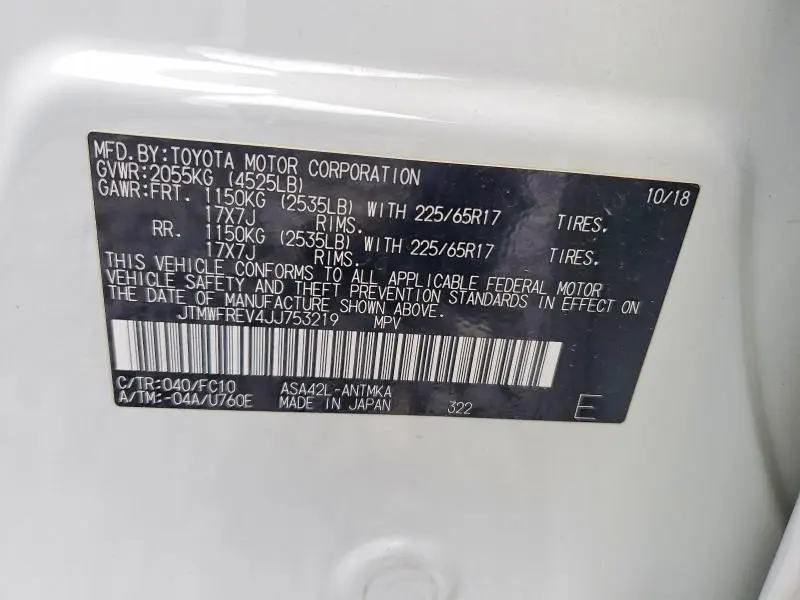 MFD.BY:TOYOTA MOTOR CORPORATION 10/18
GVWR:2055KG (4525LB)
GAWR:FRT. 1150KG (2535LB) WITH 225/65R17 TIRES.
17X7J RIMS.
RR. 1150KG (2535LB) WITH 225/65R17 TIRES.
17X7J RIMS.
THIS VEHICLE CONFORMS TO ALL APPLICABLE FEDERAL MOTOR
VEHICLE SAFETY AND THEFT PREVENTION STANDARDS IN EFFECT ON
THE DATE OF MANUFACTURE SHOWN ABOVE.
JTMWFREV4JJ753219 MPV
C/TR:040/FC10 ASA42L-ANTMKA
A/TM:-04A/U760E MADE IN JAPAN 322 E